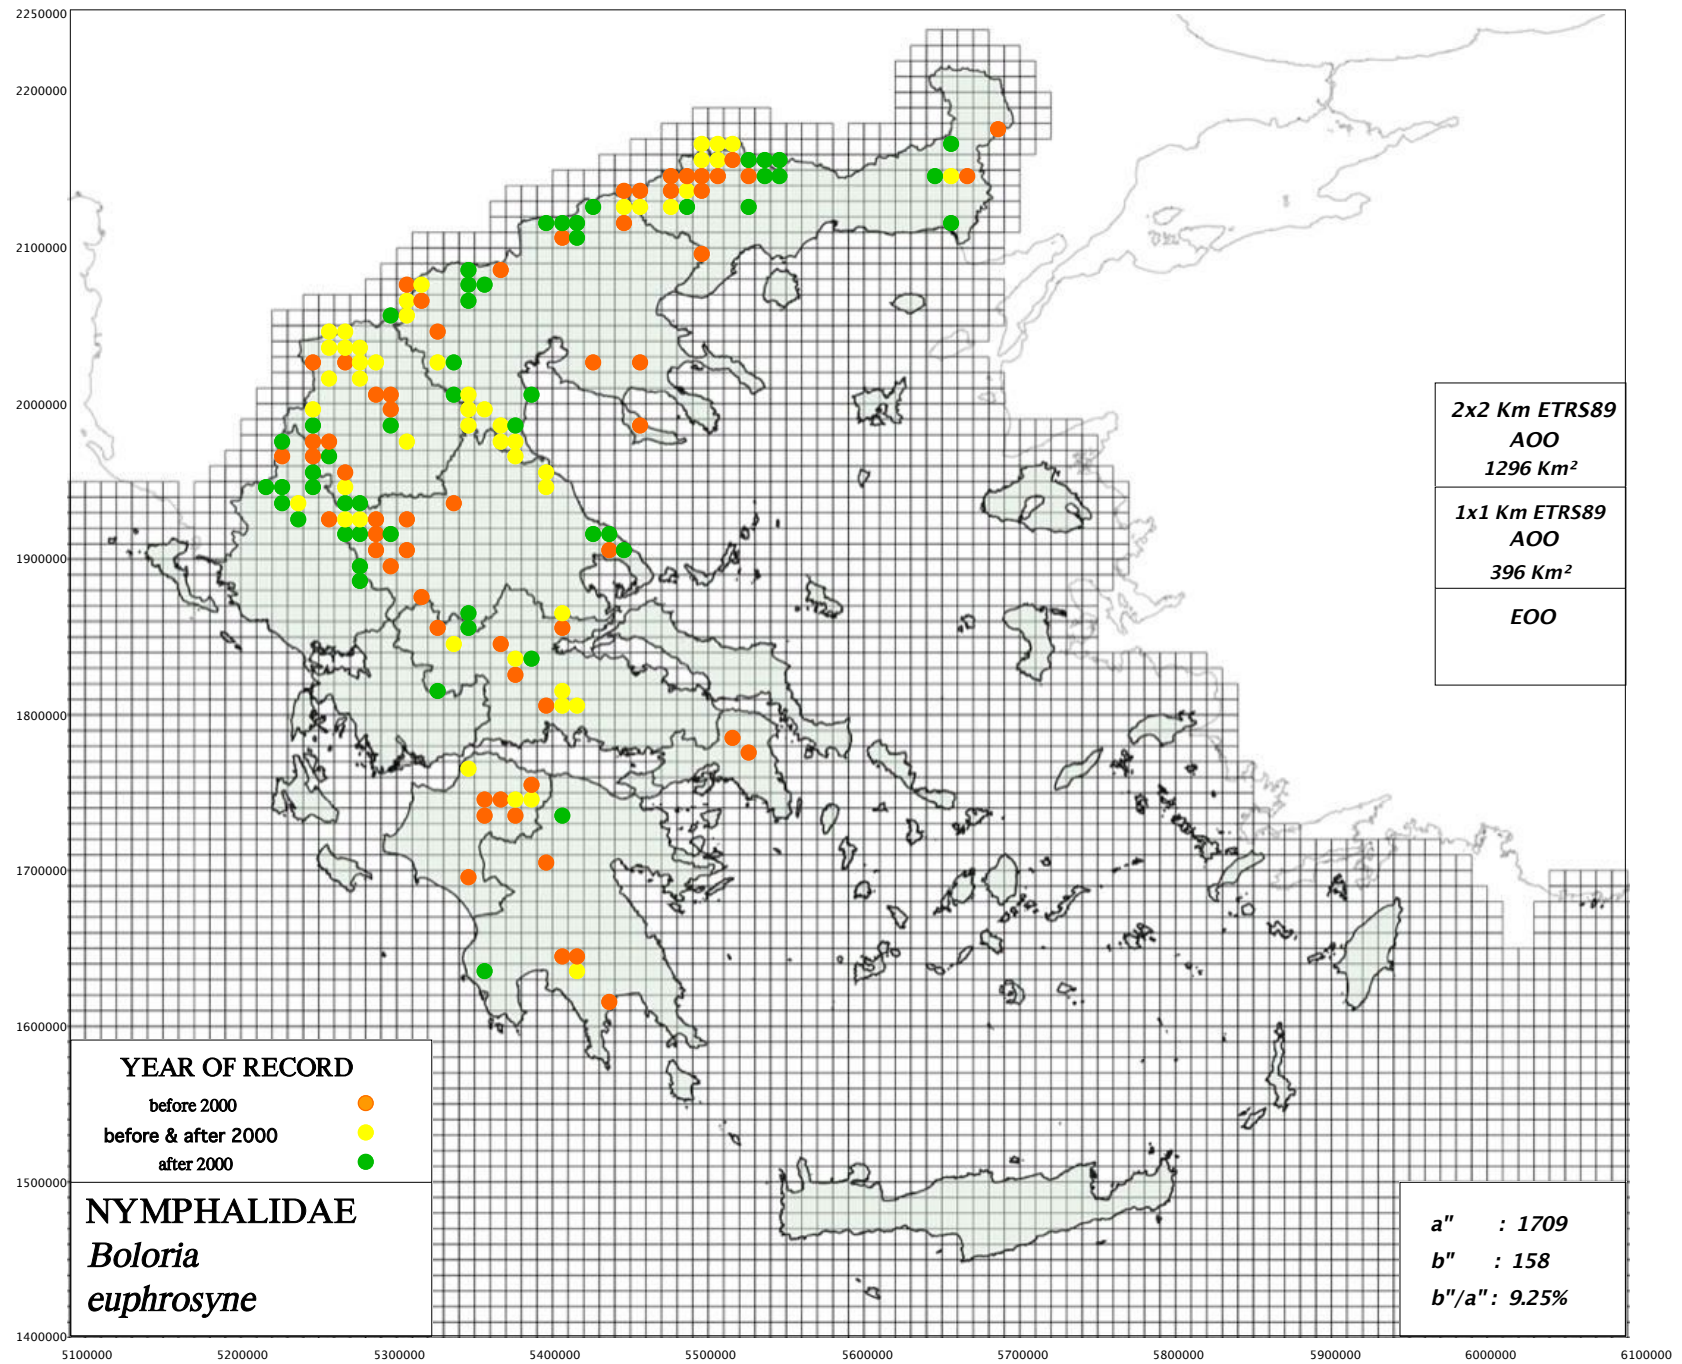 2250000
2200000
2100000
2000000
1900000
1800000
1700000
1600000
1500000
1400000
2x2 Km ETRS89
AOO
1296 Km²
1x1 Km ETRS89
AOO
396 Km²
EOO
YEAR OF RECORD
before 2000
before & after 2000
after 2000
NYMPHALIDAE
Boloria
euphrosyne
a" : 1709
b" : 158
b"/a" : 9.25%
5100000 5200000 5300000 5400000 5500000 5600000 5700000 5800000 5900000 6000000 6100000